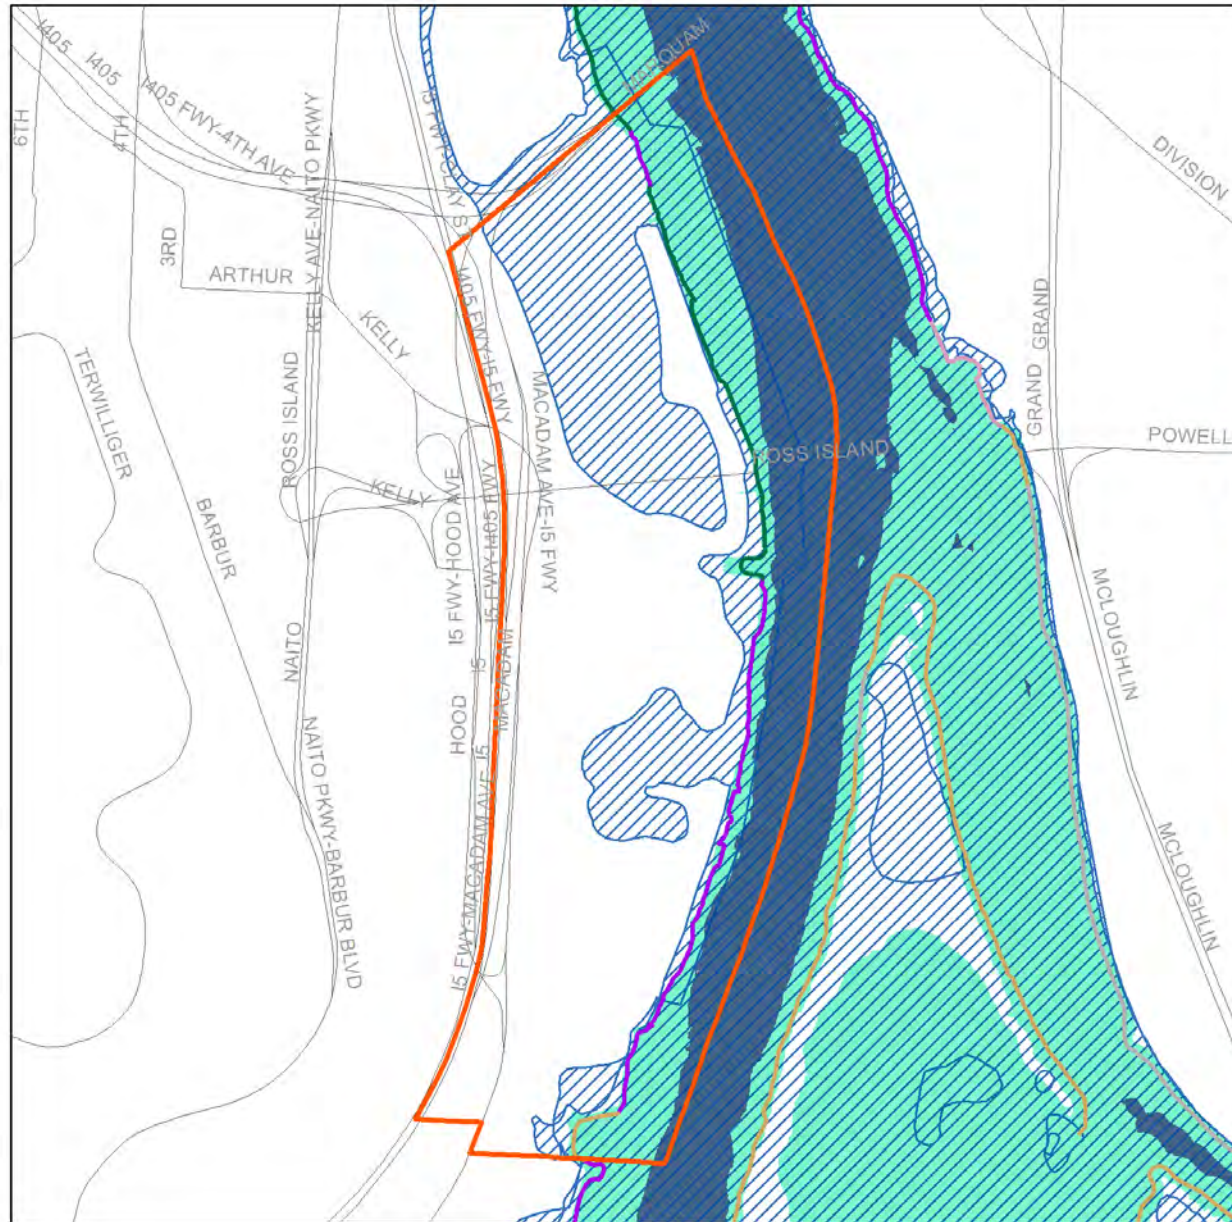 I405
I405
I405 FWY-4TH AVE
6TH
4TH
KELLY AVE-NAITO PKWY
MARQUAM
DIVISION
3RD
ARTHUR
KELLY
I405 FWY-I5 FWY
GRAND
GRAND
TERWILLIGER
ROSS ISLAND
MACADAM AVE-I5 FWY
ROSS ISLAND
POWELL
KELLY
BARBUR
I5 FWY-HOOD AVE
I5 FWY-I405 FWY
NAITO
HOOD
I5
MACADAM
MCLOUGHLIN
NAITO PKWY-BARBUR BLVD
I5
I5 FWY-MACADAM AVE
MCLOUGHLIN